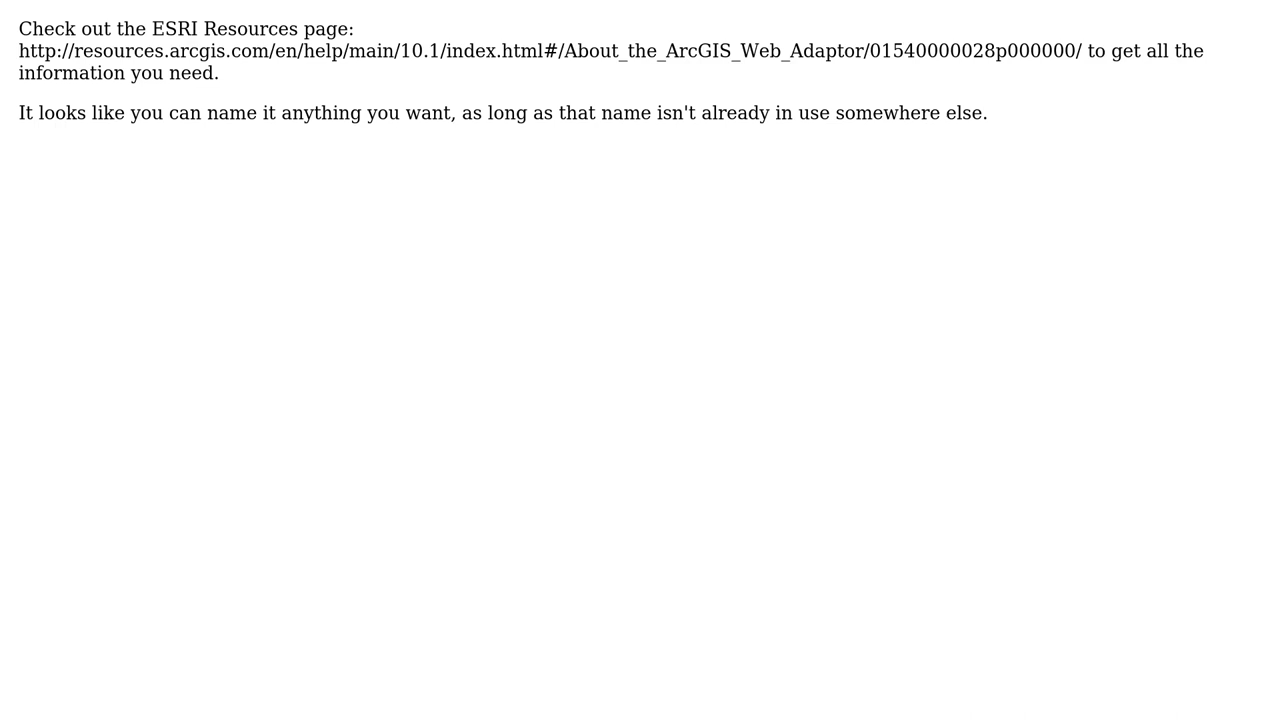 Check out the ESRI Resources page:
http://resources.arcgis.com/en/help/main/10.1/index.html#/About_the_ArcGIS_Web_Adaptor/01540000028p000000/ to get all the
information you need.
It looks like you can name it anything you want, as long as that name isn't already in use somewhere else.